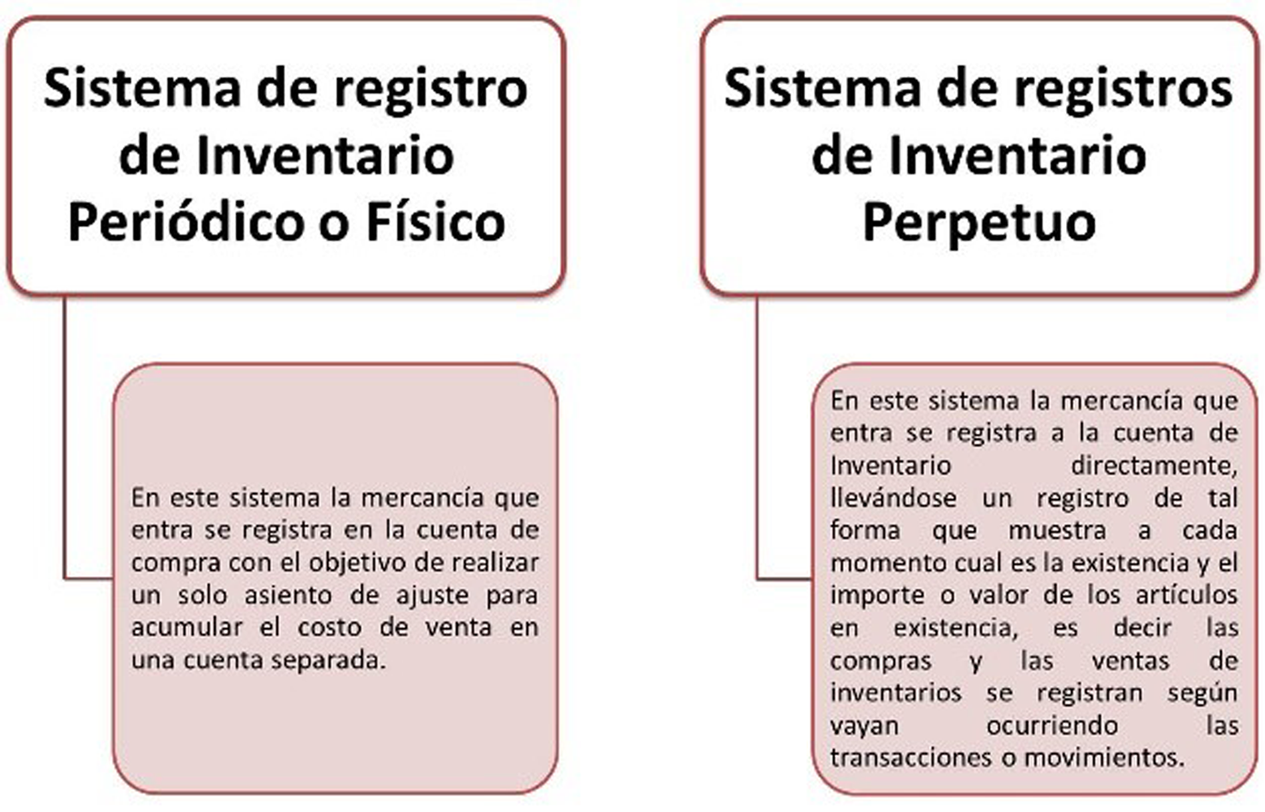 Sistema de registro
de Inventario
Periódico o Físico
En este sistema la mercancía que
entra se registra en la cuenta de
compra con el objetivo de realizar
un solo asiento de ajuste para
acumular el costo de venta en
una cuenta separada.
Sistema de registros
de Inventario
Perpetuo
En este sistema la mercancía que
entra se registra a la cuenta de
Inventario directamente,
llevándose un registro de tal
forma que muestra a cada
momento cual es la existencia y el
importe o valor de los artículos
en existencia, es decir las
compras y las ventas de
inventarios se registran según
vayan ocurriendo las
transacciones o movimientos.